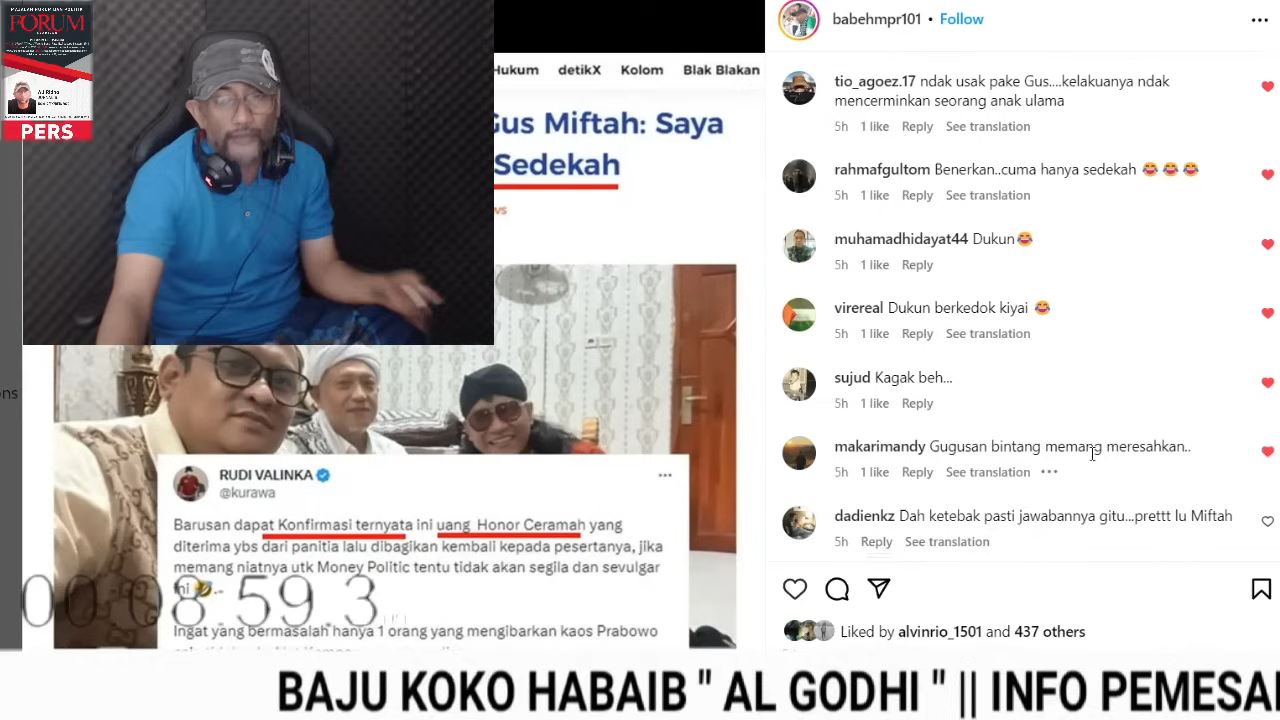 FORUM
PERS
Hukum detikX Kolom Blak Blakan
Gus Miftah: Saya
Sedekah
RUDI VALINKA
@kurawa
Barusan dapat Konfirmasi ternyata ini uang Honor Ceramah yang
diterima ybs dari panitia lalu dibagikan kembali kepada pesertanya, jika
memang niatnya utk Money Politic tentu tidak akan segila dan sevulgar
ini
Ingat yang bermasalah hanya 1 orang yang mengibarkan kaos Prabowo
00:08:59.3
babehmpr101 • Follow
tio_agoez.17 ndak usak pake Gus....kelakuanya ndak
mencerminkan seorang anak ulama
5h 1 like Reply See translation
rahmafgultom Benerkan..cuma hanya sedekah 😂😂😂
5h 1 like Reply See translation
muhamadhidayat44 Dukun😂
5h 1 like Reply
virereal Dukun berkedok kiyai 😂
5h 1 like Reply See translation
sujud Kagak beh...
5h 1 like Reply
makarimandy Gugusan bintang memang meresahkan..
5h 1 like Reply See translation •••
dadienkz Dah ketebak pasti jawabannya gitu...prettt lu Miftah
5h Reply See translation
Liked by alvinrio_1501 and 437 others
BAJU KOKO HABAIB " AL GODHI " || INFO PEMESA